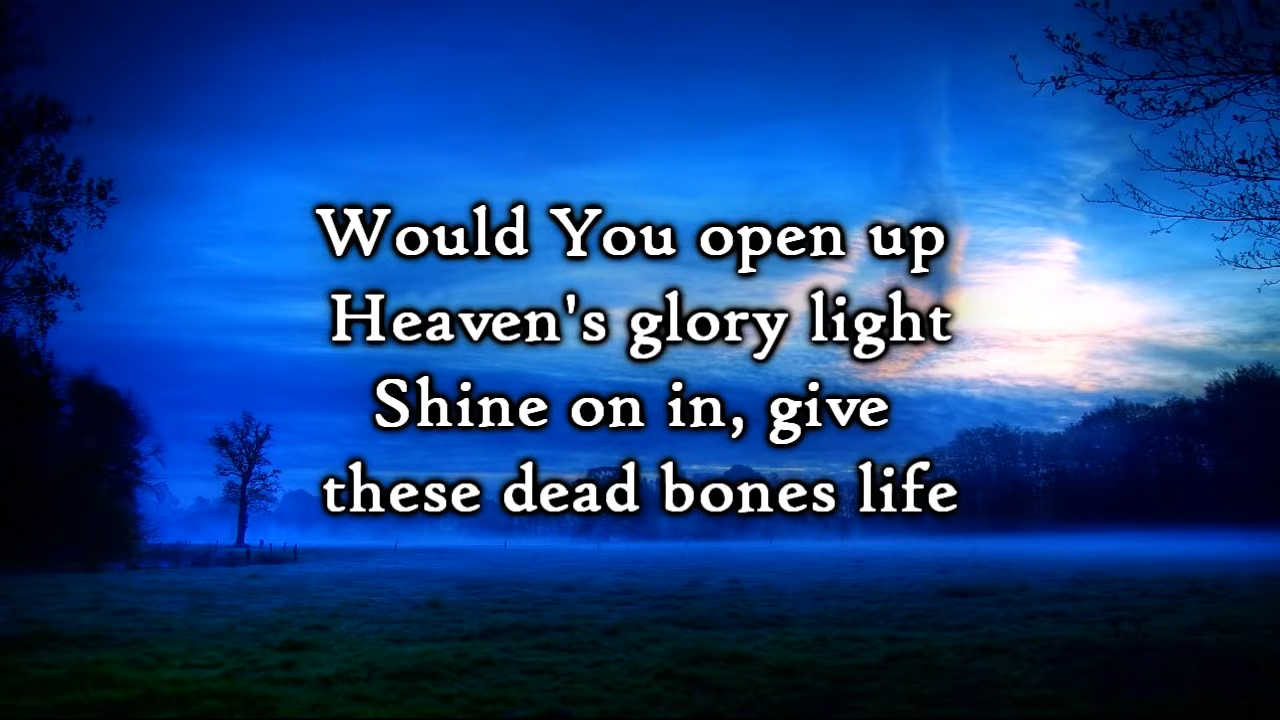 Would You open up
Heaven's glory light
Shine on in, give
these dead bones life